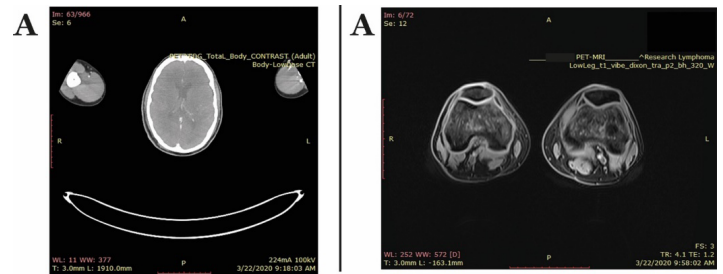 A
Im: 63/966
Se: 6
A
PET_FDG_TotaL_Body_CONTRAST (Adult)
Body-LowDose CT
R
L
WL: 11 WW: 377
T: 3.0mm L: 1910.0mm
P
224mA 100kV
3/22/2020 9:18:03 AM
A
Im: 6/72
Se: 12
A
PET-MRI ^Research Lymphoma
LowLeg_t1_vibe_dixon_tra_p2_bh_320_W
R
L
WL: 252 WW: 572 [D]
T: 3.0mm L: -163.1mm
P
FS: 3
TR: 4.1 TE: 1.2
3/22/2020 9:58:02 AM